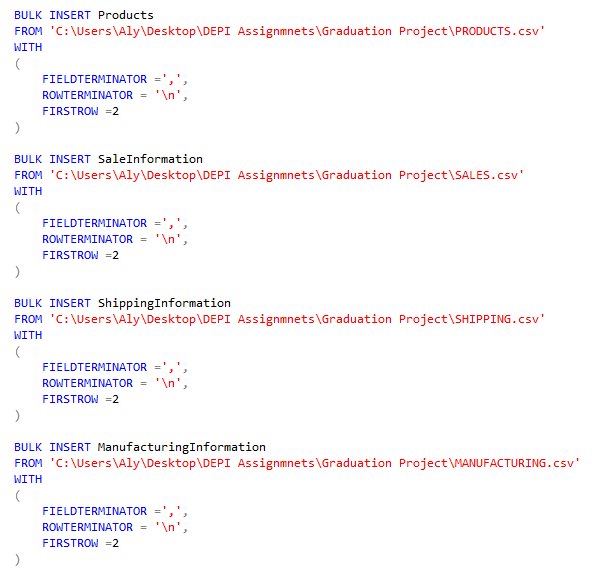 BULK INSERT Products
FROM 'C:\Users\Aly\Desktop\DEPI Assignmnets\Graduation Project\PRODUCTS.csv'
WITH
(
    FIELDTERMINATOR =',',
    ROWTERMINATOR = '\n',
    FIRSTROW =2
)

BULK INSERT SaleInformation
FROM 'C:\Users\Aly\Desktop\DEPI Assignmnets\Graduation Project\SALES.csv'
WITH
(
    FIELDTERMINATOR =',',
    ROWTERMINATOR = '\n',
    FIRSTROW =2
)

BULK INSERT ShippingInformation
FROM 'C:\Users\Aly\Desktop\DEPI Assignmnets\Graduation Project\SHIPPING.csv'
WITH
(
    FIELDTERMINATOR =',',
    ROWTERMINATOR = '\n',
    FIRSTROW =2
)

BULK INSERT ManufacturingInformation
FROM 'C:\Users\Aly\Desktop\DEPI Assignmnets\Graduation Project\MANUFACTURING.csv'
WITH
(
    FIELDTERMINATOR =',',
    ROWTERMINATOR = '\n',
    FIRSTROW =2
)